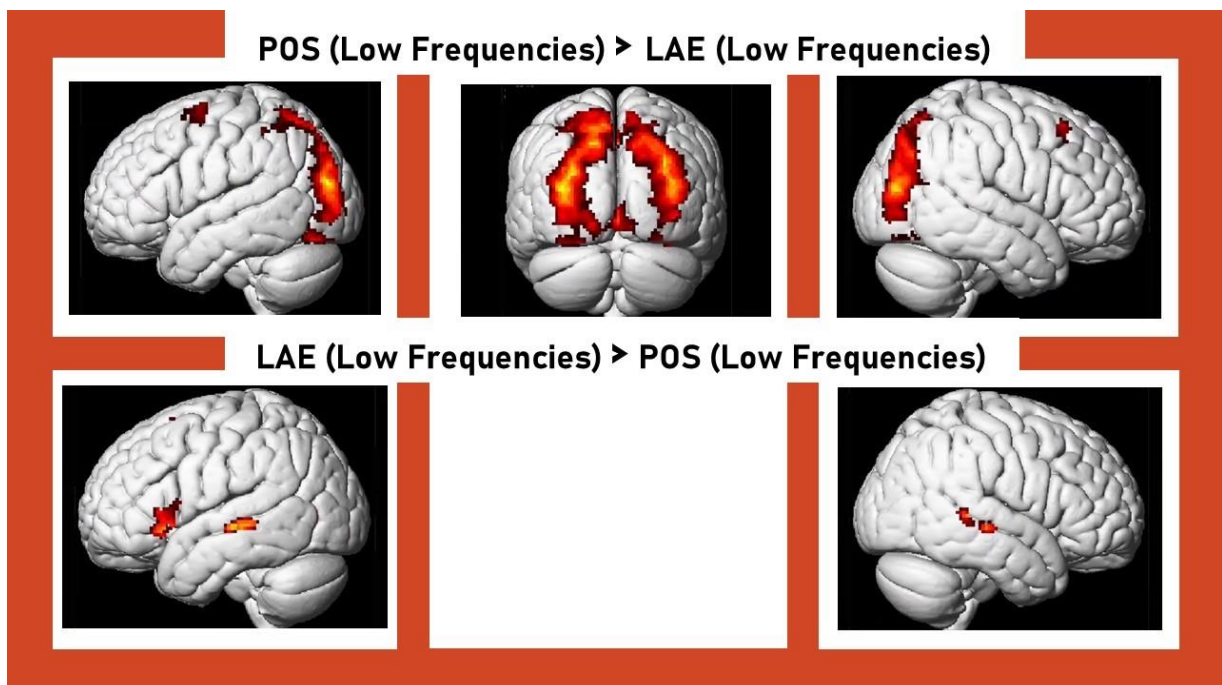 POS (Low Frequencies) > LAE (Low Frequencies)
LAE (Low Frequencies) > POS (Low Frequencies)